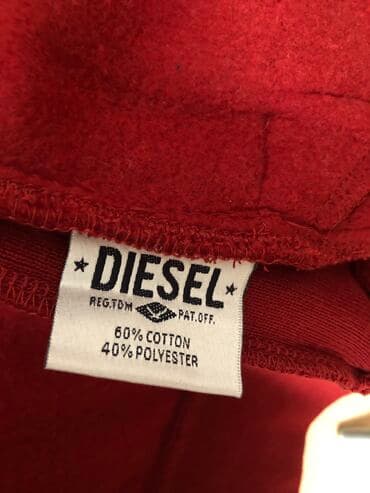 ★DIESEL★
REG.TDM PAT.OFF.
60% COTTON
40% POLYESTER